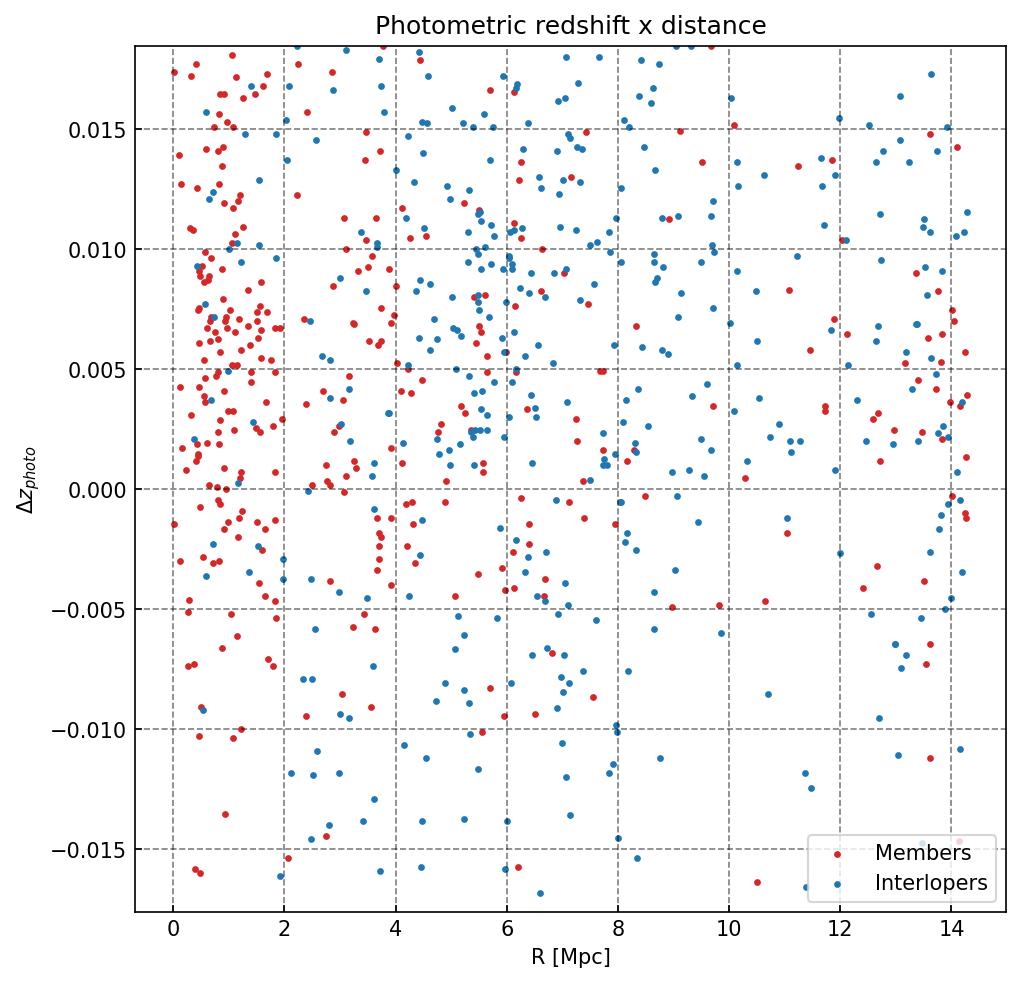 Photometric redshift x distance
0.015
0.010
0.005
0.000
−0.005
−0.010
−0.015
Δz_photo
0 2 4 6 8 10 12 14
R [Mpc]
Members
Interlopers